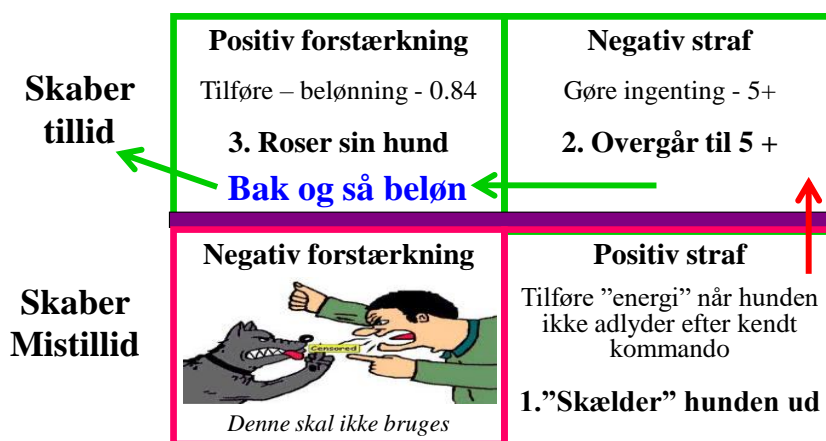 Skaber
tillid
Positiv forstærkning
Tilføre – belønning - 0.84
3. Roser sin hund
Bak og så beløn
Negativ straf
Gøre ingenting - 5+
2. Overgår til 5 +
Skaber
Mistillid
Negativ forstærkning
Censored
Denne skal ikke bruges
Positiv straf
Tilføre ”energi” når hunden
ikke adlyder efter kendt
kommando
1.”Skælder” hunden ud